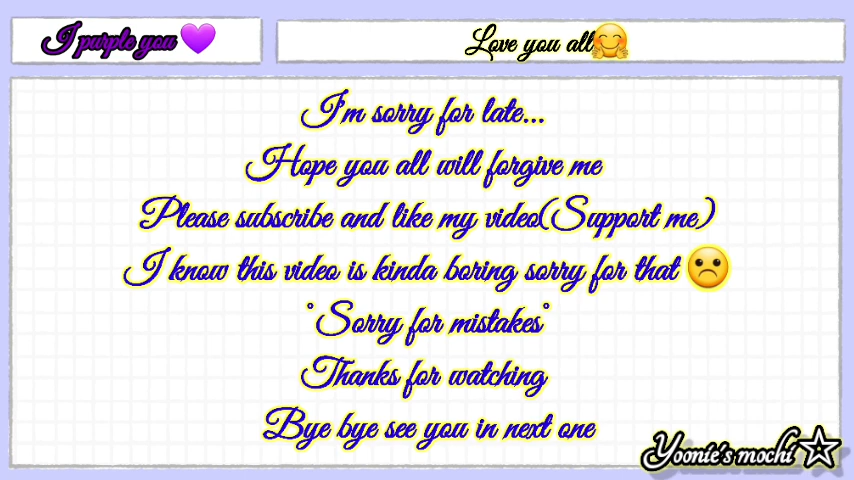 I purple you 💜
Love you all🤗
I'm sorry for late...
Hope you all will forgive me
Please subscribe and like my video(Support me)
I know this video is kinda boring sorry for that ☹️
"Sorry for mistakes"
Thanks for watching
Bye bye see you in next one
Yoonie's mochi ☆